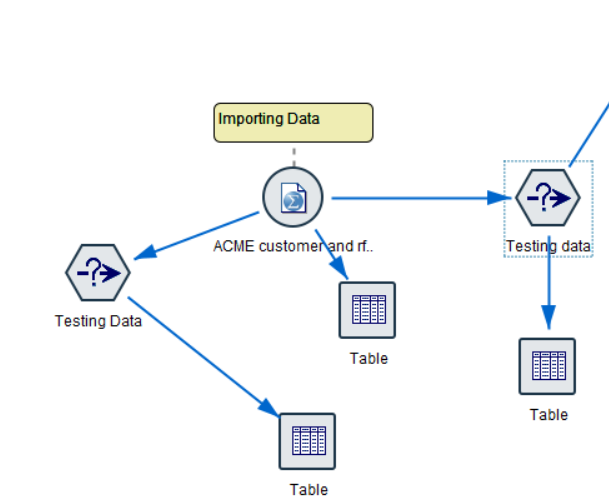 Importing Data
ACME customer and rf..
Testing data
Testing Data
Table
Table
Table